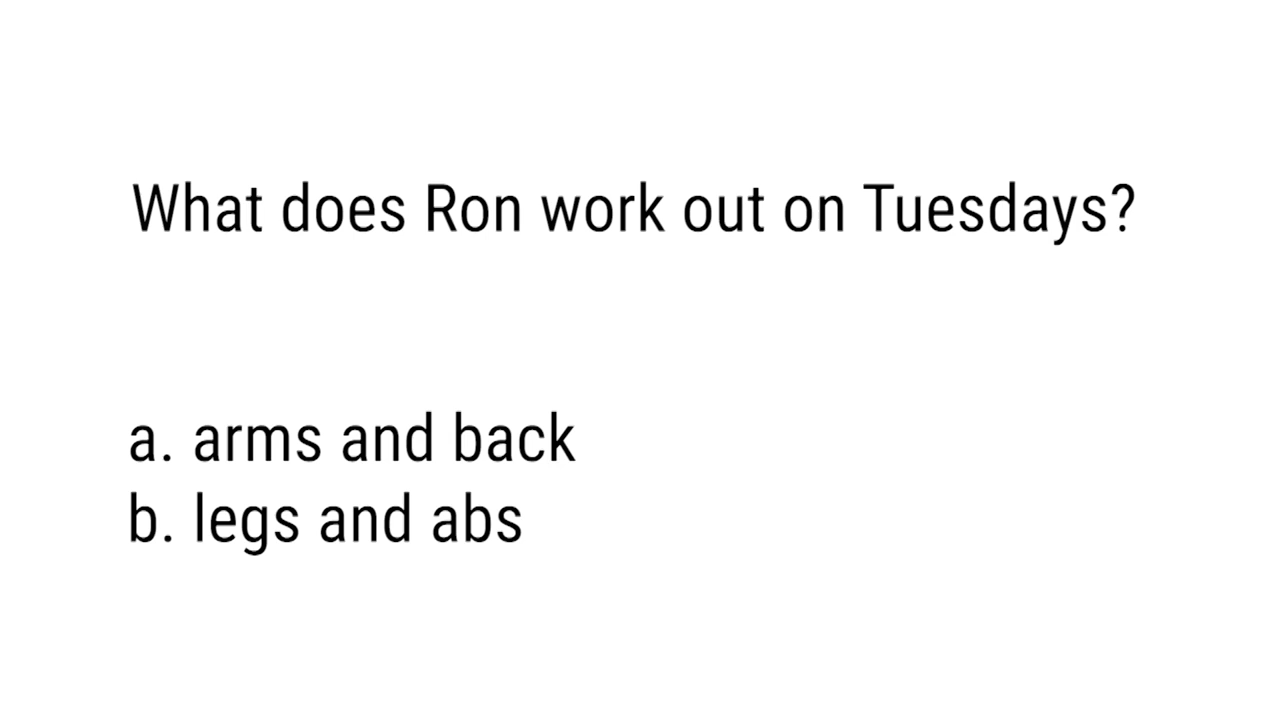 What does Ron work out on Tuesdays?
a. arms and back
b. legs and abs